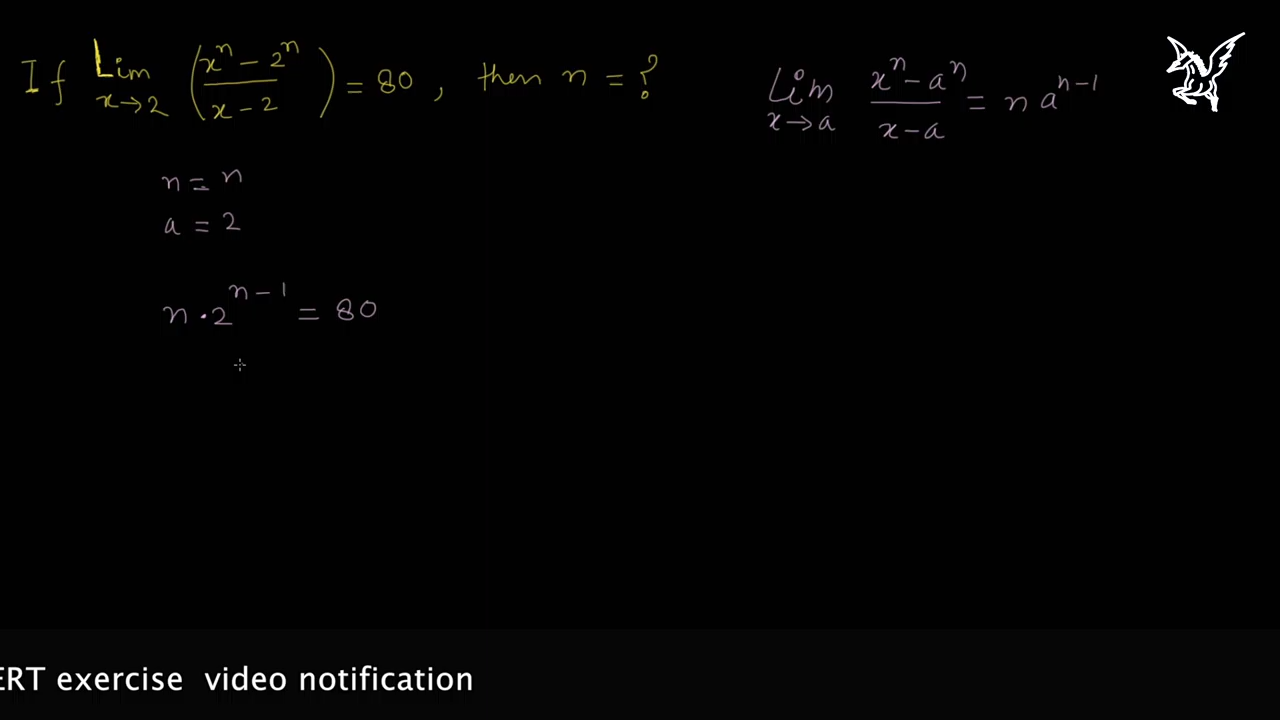 If Lim x→2 (x^n - 2^n / x - 2) = 80, then n = ?
Lim x→a x^n - a^n / x - a = n a^n-1
n = n
a = 2
n · 2^n-1 = 80
ERT exercise video notification